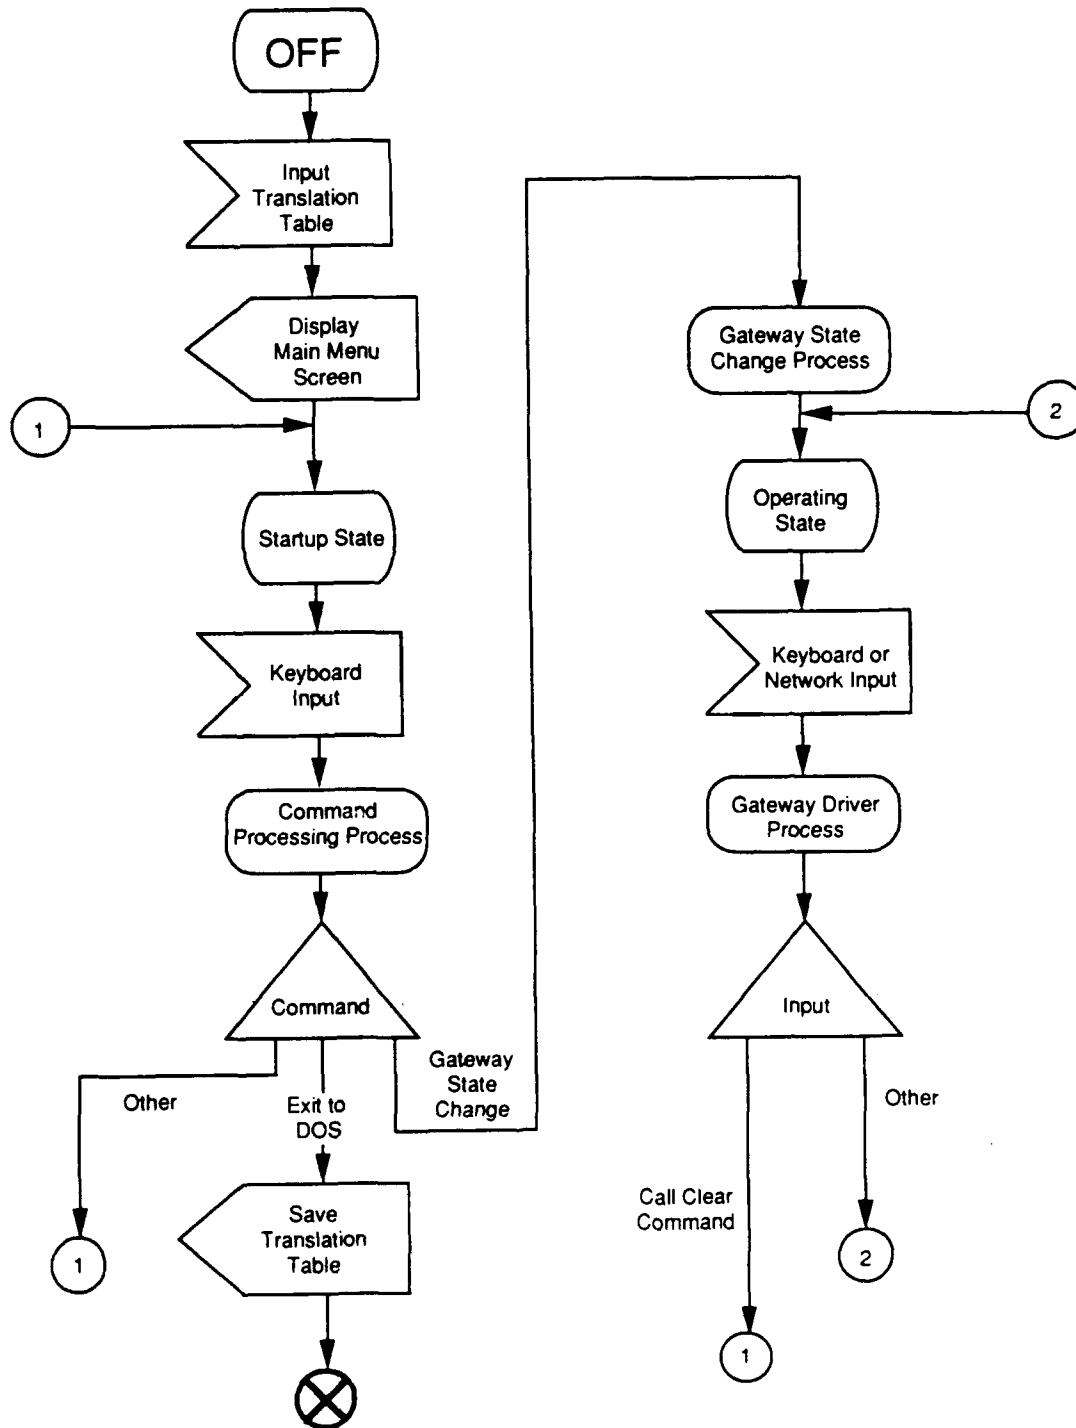 OFF
Input
Translation
Table
Display
Main Menu
Screen
1
Startup State
Keyboard
Input
Command
Processing Process
Command
Other
Exit to
DOS
Gateway
State
Change
1
Save
Translation
Table
Gateway State
Change Process
2
Operating
State
Keyboard or
Network Input
Gateway Driver
Process
Input
Call Clear
Command
Other
2
1